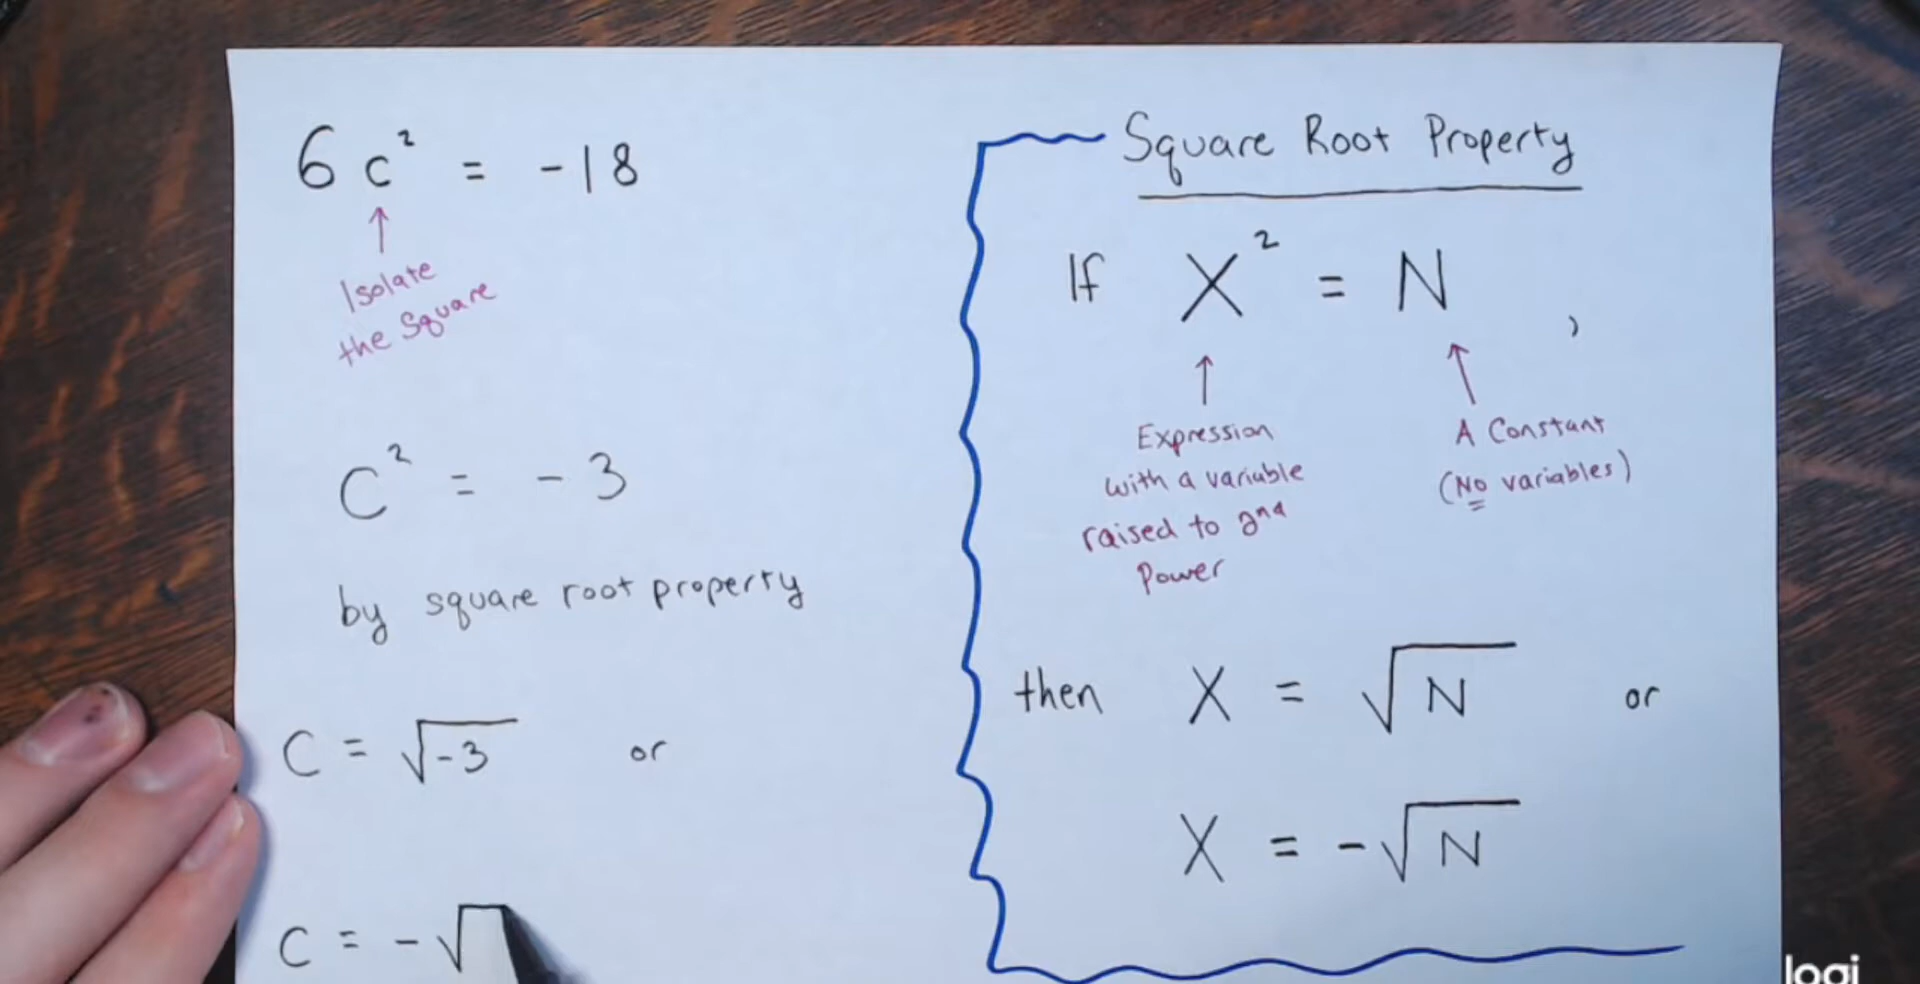 6c² = -18
↑
Isolate
the Square
C² = -3
by square root property
C = √-3 or
C = -√
Square Root Property
If X² = N ,
↑ ↑
Expression
with a variable
raised to 2nd
Power
A Constant
(No variables)
then X = √N or
X = -√N
logi